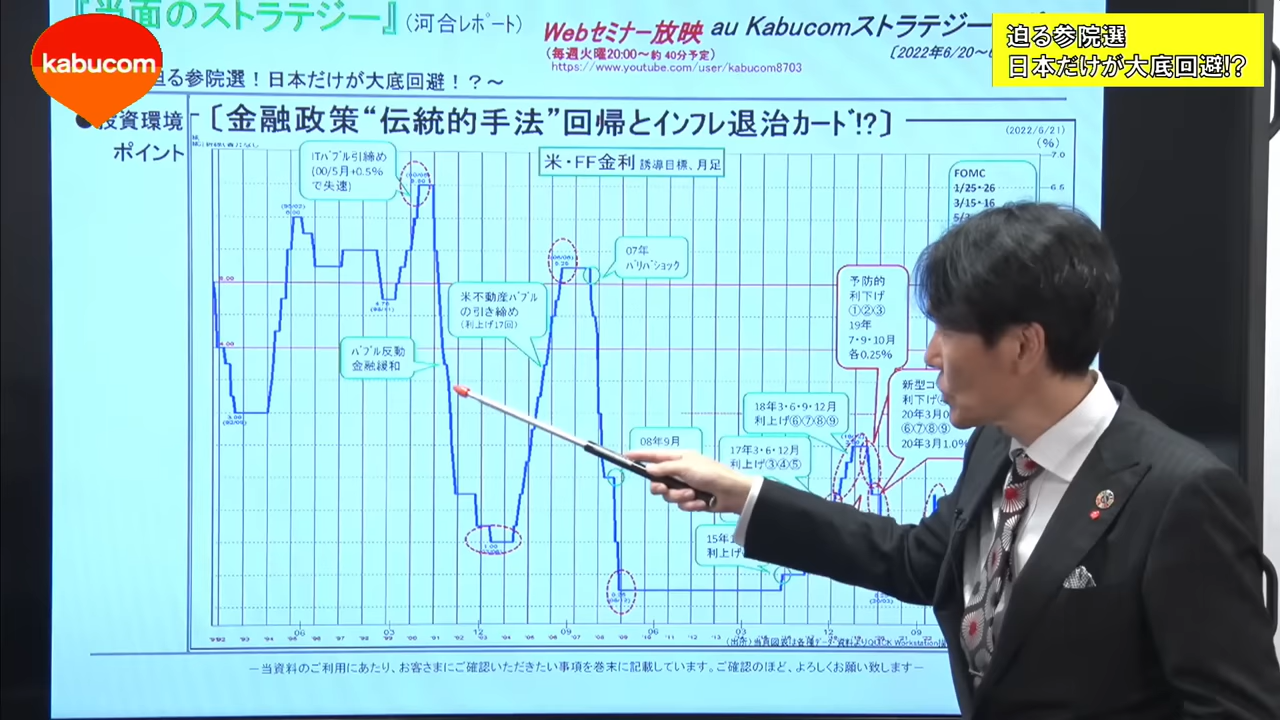 『当面のストラテジー』(河合ﾚﾎﾟｰﾄ)
Webセミナー放映 au Kabucomストラテジー
(毎週火曜20:00～約40分予定)
https://www.youtube.com/user/kabucom8703
〔2022年6/20～
kabucom
迫る参院選
日本だけが大底回避!?
迫る参院選！日本だけが大底回避！？～
●投資環境
ポイント
〔金融政策“伝統的手法”回帰とインフレ退治カード!?〕
(2022/6/21)
(%)
米・FF金利 誘導目標、月足
7.0
6.5
ITバブル引締め
(00/5月+0.5%
で失速)
FOMC
1/25・26
3/15・16
07年
パリバショック
米不動産バブル
の引き締め
(利上げ17回)
バブル反動
金融緩和
予防的
利下げ
①②③
19年
7・9・10月
各0.25%
新型コ
利下げ
20年3月
⑥⑦⑧⑨
20年3月1.0%
18年3・6・9・12月
利上げ⑥⑦⑧⑨
17年3・6・12月
利上げ③④⑤
08年9月
15年1
利上げ
06 03 12 09 06 03 12 09
－当資料のご利用にあたり、お客さまにご確認いただきたい事項を巻末に記載しています。ご確認のほど、よろしくお願い致します－